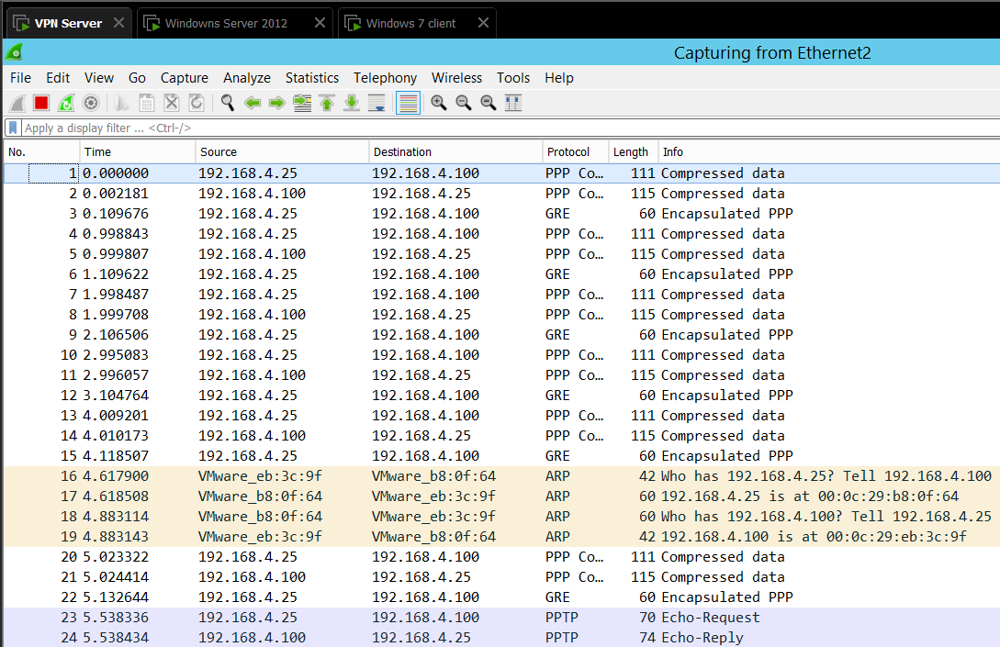 VPN Server Windowns Server 2012 Windows 7 client
Capturing from Ethernet2
File Edit View Go Capture Analyze Statistics Telephony Wireless Tools Help
Apply a display filter ... <Ctrl-/>
No. Time Source Destination Protocol Length Info
1 0.000000 192.168.4.25 192.168.4.100 PPP Co… 111 Compressed data
2 0.002181 192.168.4.100 192.168.4.25 PPP Co… 115 Compressed data
3 0.109676 192.168.4.25 192.168.4.100 GRE 60 Encapsulated PPP
4 0.998843 192.168.4.25 192.168.4.100 PPP Co… 111 Compressed data
5 0.999807 192.168.4.100 192.168.4.25 PPP Co… 115 Compressed data
6 1.109622 192.168.4.25 192.168.4.100 GRE 60 Encapsulated PPP
7 1.998487 192.168.4.25 192.168.4.100 PPP Co… 111 Compressed data
8 1.999708 192.168.4.100 192.168.4.25 PPP Co… 115 Compressed data
9 2.106506 192.168.4.25 192.168.4.100 GRE 60 Encapsulated PPP
10 2.995083 192.168.4.25 192.168.4.100 PPP Co… 111 Compressed data
11 2.996057 192.168.4.100 192.168.4.25 PPP Co… 115 Compressed data
12 3.104764 192.168.4.25 192.168.4.100 GRE 60 Encapsulated PPP
13 4.009201 192.168.4.25 192.168.4.100 PPP Co… 111 Compressed data
14 4.010173 192.168.4.100 192.168.4.25 PPP Co… 115 Compressed data
15 4.118507 192.168.4.25 192.168.4.100 GRE 60 Encapsulated PPP
16 4.617900 VMware_eb:3c:9f VMware_b8:0f:64 ARP 42 Who has 192.168.4.25? Tell 192.168.4.100
17 4.618508 VMware_b8:0f:64 VMware_eb:3c:9f ARP 60 192.168.4.25 is at 00:0c:29:b8:0f:64
18 4.883114 VMware_b8:0f:64 VMware_eb:3c:9f ARP 60 Who has 192.168.4.100? Tell 192.168.4.25
19 4.883143 VMware_eb:3c:9f VMware_b8:0f:64 ARP 42 192.168.4.100 is at 00:0c:29:eb:3c:9f
20 5.023322 192.168.4.25 192.168.4.100 PPP Co… 111 Compressed data
21 5.024414 192.168.4.100 192.168.4.25 PPP Co… 115 Compressed data
22 5.132644 192.168.4.25 192.168.4.100 GRE 60 Encapsulated PPP
23 5.538336 192.168.4.25 192.168.4.100 PPTP 70 Echo-Request
24 5.538434 192.168.4.100 192.168.4.25 PPTP 74 Echo-Reply